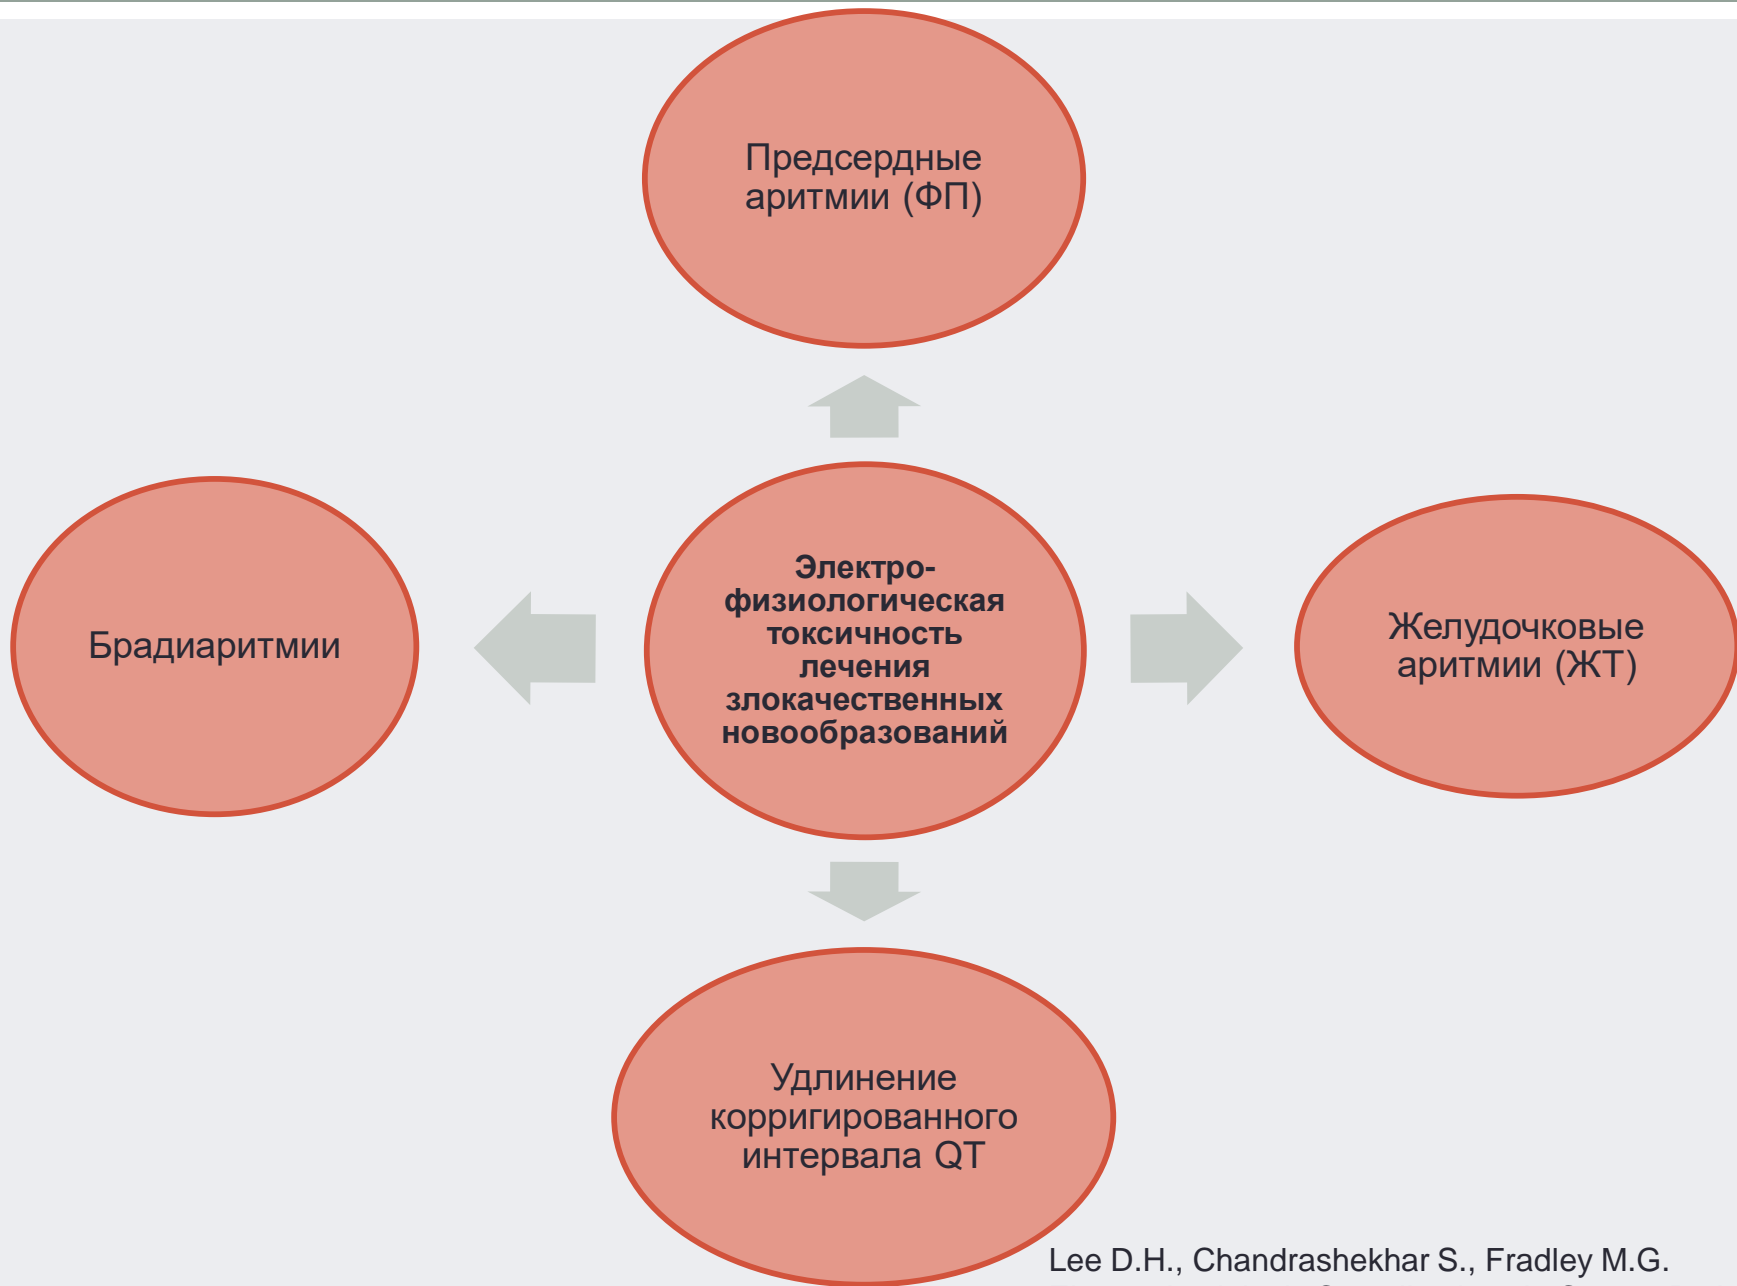 Предсердные
аритмии (ФП)
Электро-
физиологическая
токсичность
лечения
злокачественных
новообразований
Брадиаритмии
Желудочковые
аритмии (ЖТ)
Удлинение
корригированного
интервала QT
Lee D.H., Chandrashekhar S., Fradley M.G.